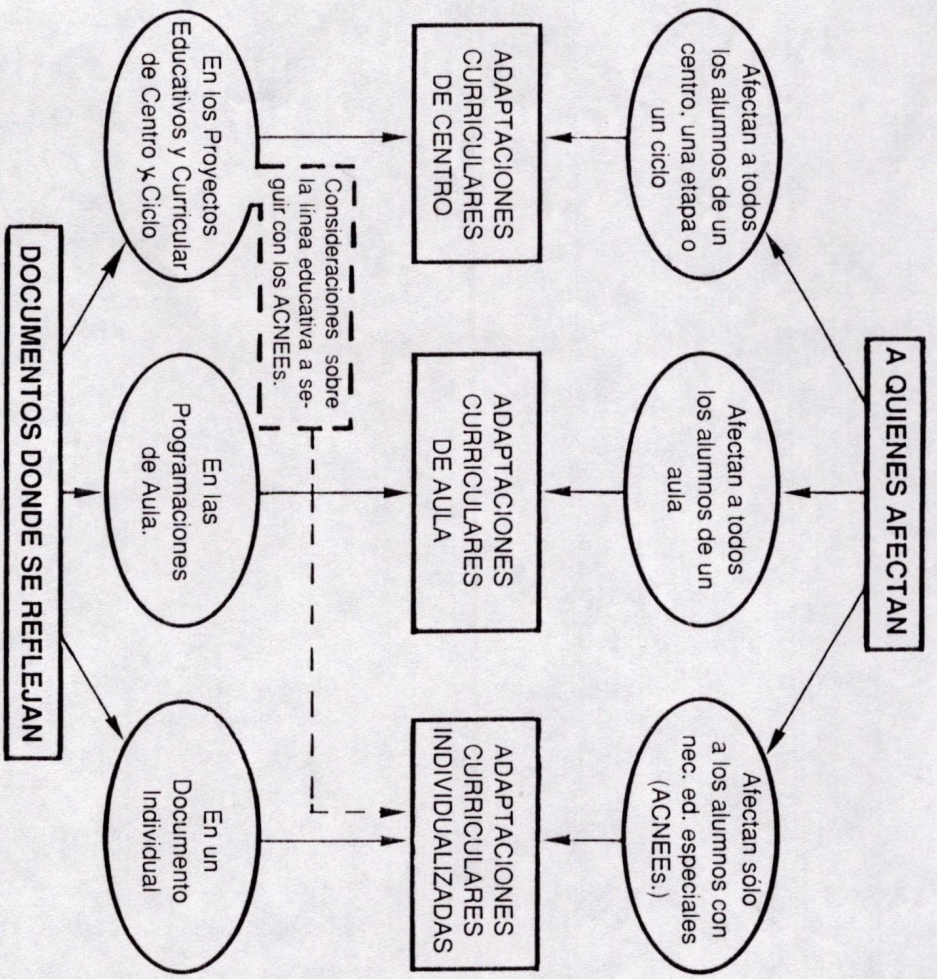 A QUIENES AFECTAN
Afectan a todos
los alumnos de un
centro, una etapa o
un ciclo
Afectan a todos
los alumnos de un
aula
Afectan sólo
a los alumnos con
nec. ed. especiales
(ACNEEs.)
ADAPTACIONES
CURRICULARES
DE CENTRO
ADAPTACIONES
CURRICULARES
DE AULA
ADAPTACIONES
CURRICULARES
INDIVIDUALIZADAS
Consideraciones sobre
la linea educativa a se-
guir con los ACNEEs.
En los Proyectos
Educativos y Curricular
de Centro y Ciclo
En las
Programaciones
de Aula.
En un
Documento
Individual
DOCUMENTOS DONDE SE REFLEJAN